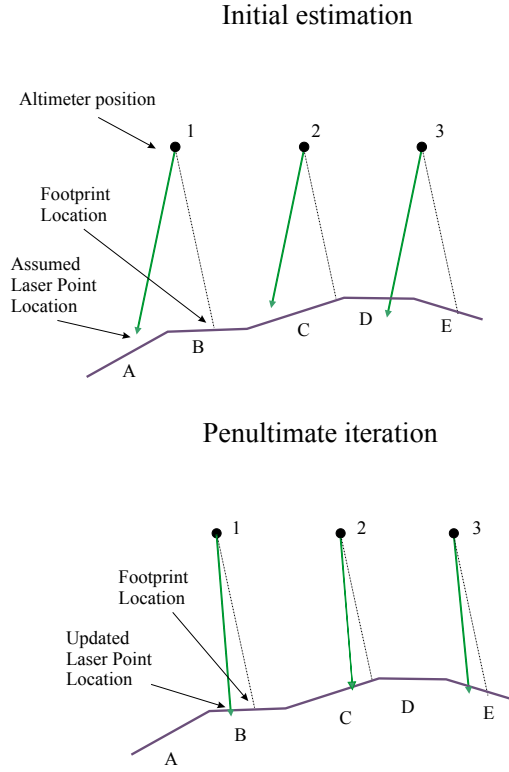 Initial estimation
Altimeter position
1
2
3
Footprint
Location
Assumed
Laser Point
Location
A
B
C
D
E
Penultimate iteration
1
2
3
Footprint
Location
Updated
Laser Point
Location
A
B
C
D
E